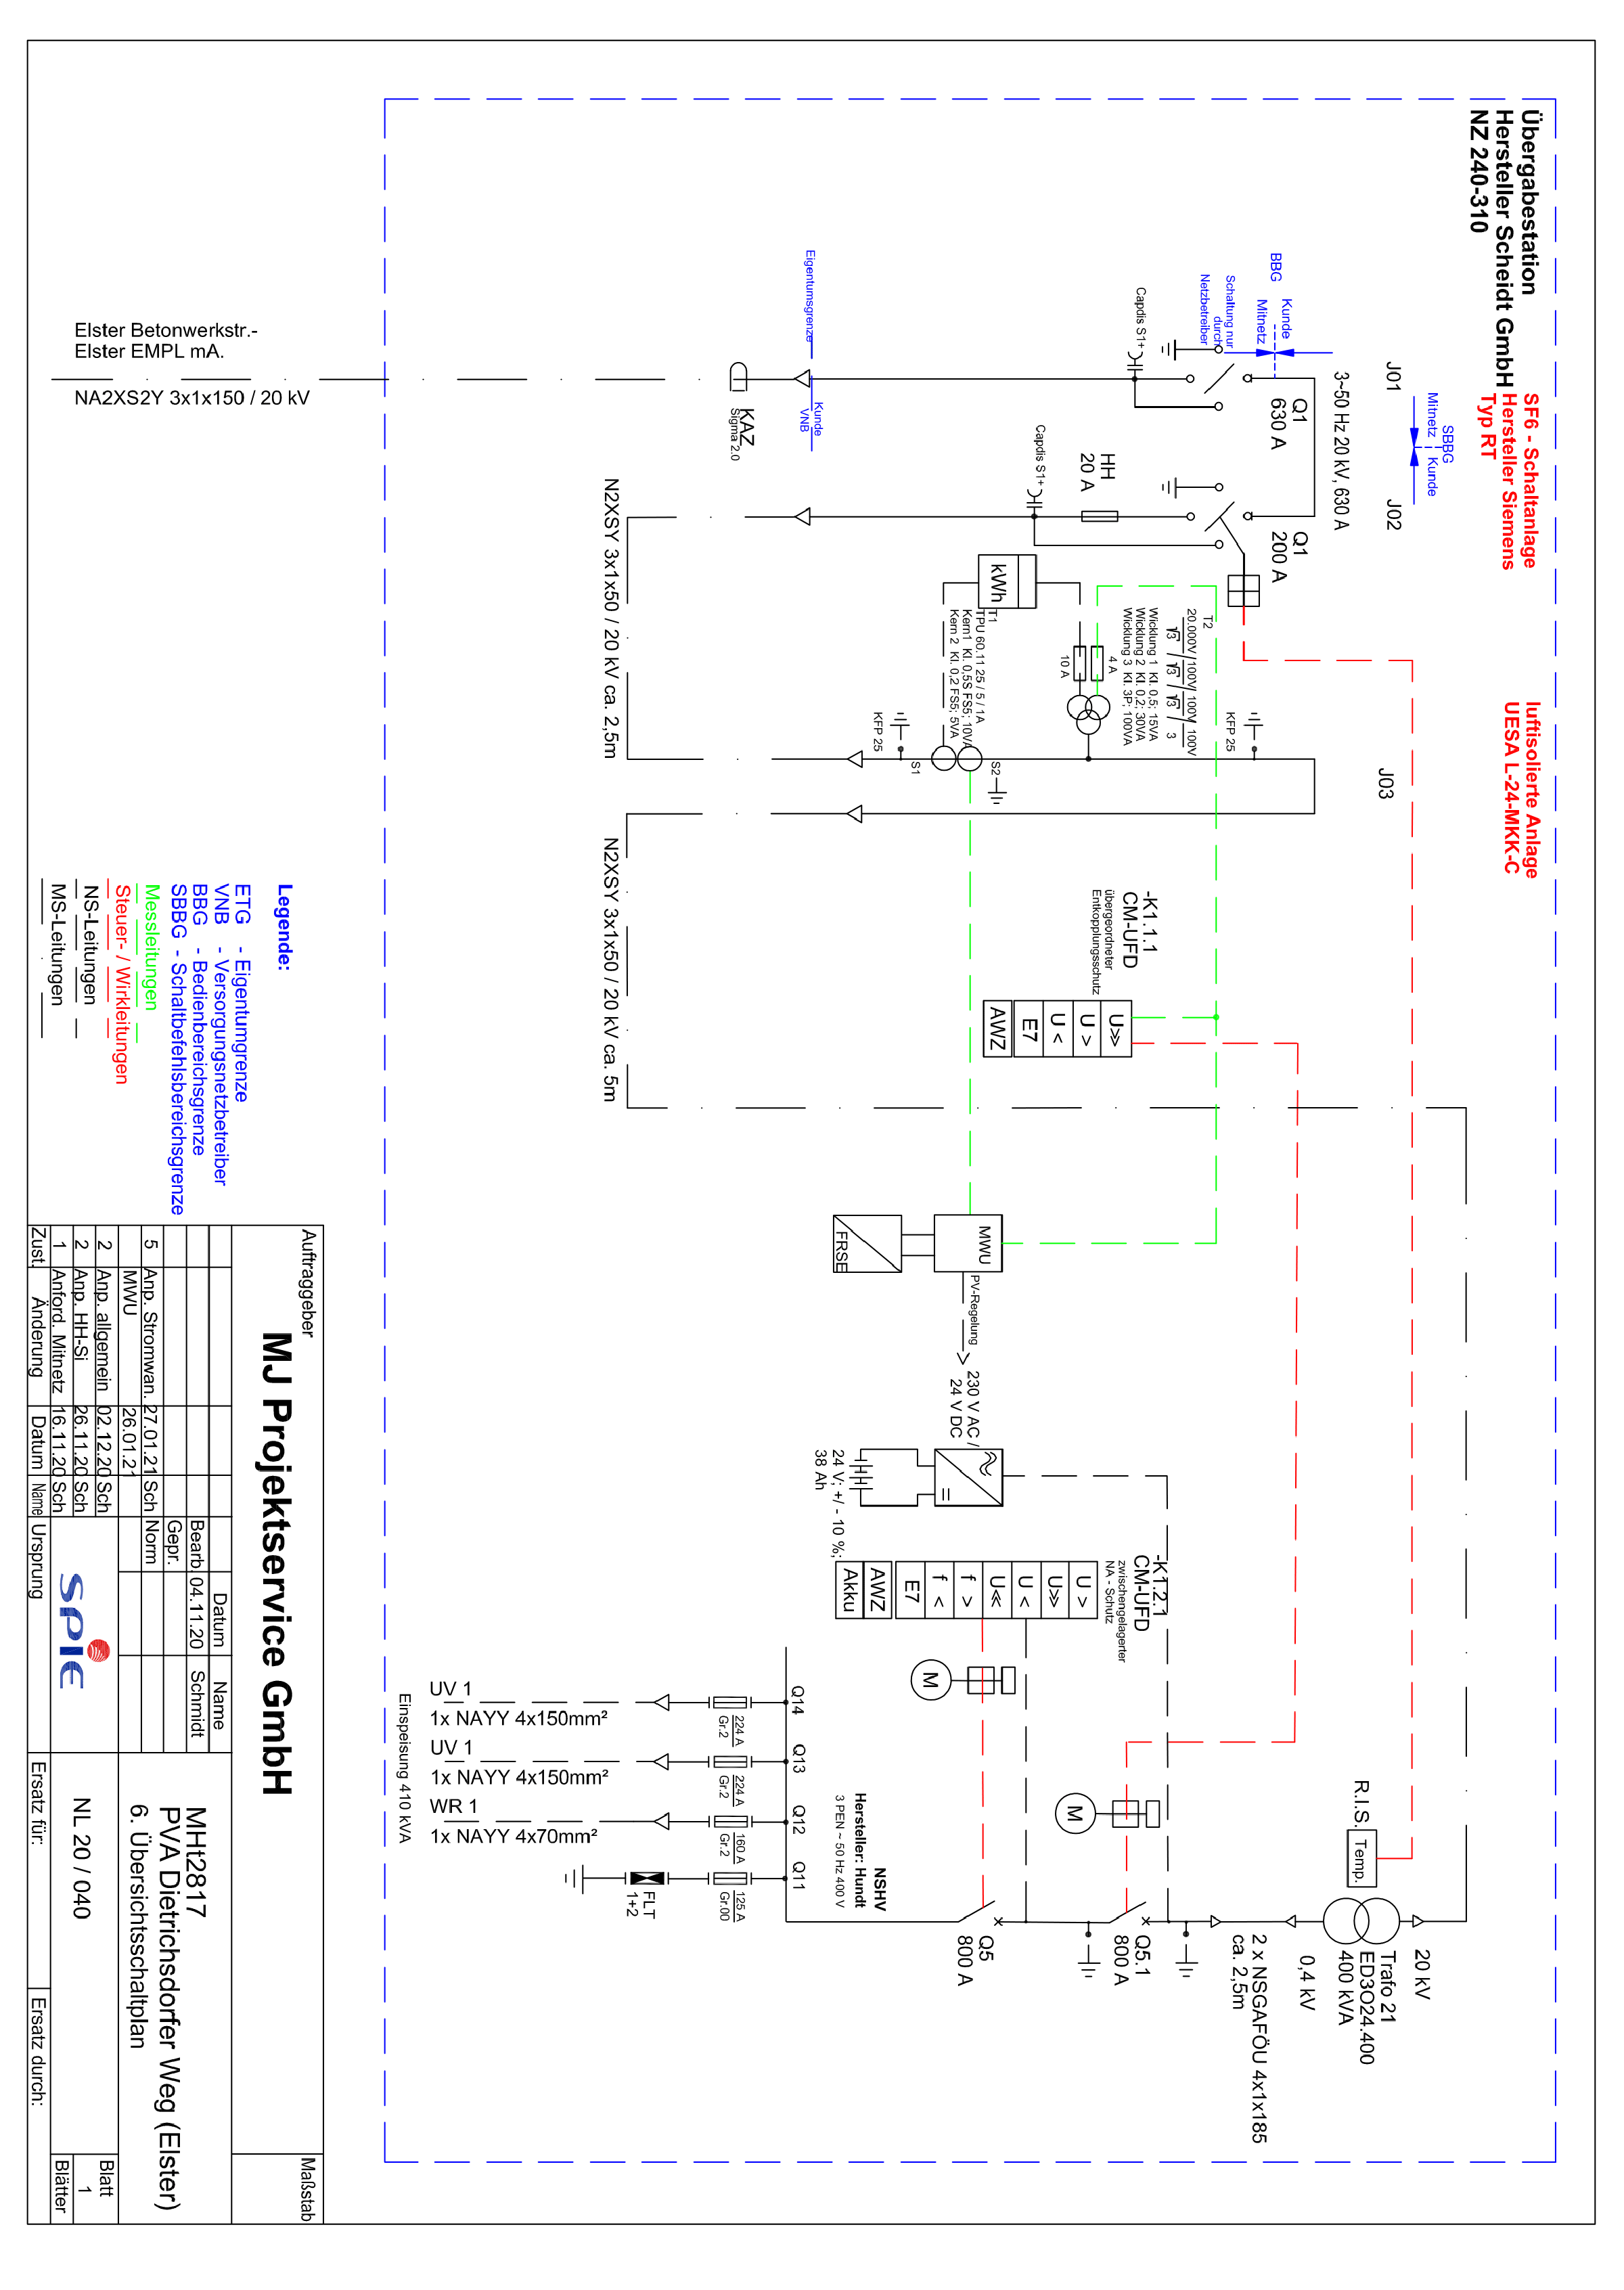 Übergabestation
Hersteller Scheidt GmbH
NZ 240-310
SF6 - Schaltanlage
Hersteller Siemens
Typ RT
luftisolierte Anlage
UESA L-24-MKK-C
J01
SBBG
Mitnetz
Kunde
J02
J03
3~50 Hz 20 kV, 630 A
BBG
Kunde
Mitnetz
Schaltung nur
durch
Netzbetreiber
Q1
630 A
Capdis S1+
Q1
200 A
HH
20 A
Capdis S1+
Eigentumsgrenze
Kunde
VNB
KAZ
Sigma 2.0
Elster Betonwerkstr.-
Elster EMPL mA.
NA2XS2Y 3x1x150 / 20 kV
N2XSY 3x1x50 / 20 kV ca. 2,5m
N2XSY 3x1x50 / 20 kV ca. 5m
kWh
T1
TPU 60.11 25 / 5 / 1A
Kern1 Kl. 0,5S FS5; 10VA
Kern 2 Kl. 0,2 FS5; 5VA
T2
20.000V/100V/100V/100V
√3 / √3 / √3 / 3
Wicklung 1 Kl. 0,5; 15VA
Wicklung 2 Kl. 0,2; 30VA
Wicklung 3 Kl. 3P; 100VA
4 A
10 A
KFP 25
KFP 25
S1
S2
-K1.1.1
CM-UFD
übergeordneter
Entkopplungsschutz
U>>
U >
U <
E7
AWZ
MWU
FRSE
PV-Regelung
230 V AC /
24 V DC
24 V; +/ - 10 %;
38 Ah
-K1.2.1
CM-UFD
zwischengelagerter
NA - Schutz
U >
U>>
U <
U<<
f >
f <
E7
AWZ
Akku
M
M
R.I.S.
Temp.
20 kV
Trafo 21
ED3O24.400
400 kVA
0,4 kV
2 x NSGAFÖU 4x1x185
ca. 2,5m
Q5.1
800 A
Q5
800 A
NSHV
Hersteller: Hundt
3 PEN ~ 50 Hz 400 V
Q14
224 A
Gr.2
UV 1
1x NAYY 4x150mm²
Q13
224 A
Gr.2
UV 1
1x NAYY 4x150mm²
Q12
160 A
Gr.2
WR 1
1x NAYY 4x70mm²
Q11
125 A
Gr.00
FLT
1+2
Einspeisung 410 kVA
Legende:
ETG - Eigentumgrenze
VNB - Versorgungsnetzbetreiber
BBG - Bedienbereichsgrenze
SBBG - Schaltbefehlsbereichsgrenze
Messleitungen
Steuer- / Wirkleitungen
NS-Leitungen
MS-Leitungen
Auftraggeber
MJ Projektservice GmbH
Maßstab
Datum Name
Bearb. 04.11.20 Schmidt
Gepr.
Norm
5 Anp. Stromwan. 27.01.21 Sch
MWU 26.01.21
2 Anp. allgemein 02.12.20 Sch
2 Anp. HH-Si 26.11.20 Sch
1 Anford. Mitnetz 16.11.20 Sch
Zust. Änderung Datum Name Ursprung
SPIE
MHt2817
PVA Dietrichsdorfer Weg (Elster)
6. Übersichtsschaltplan
NL 20 / 040
Blatt
1
Blätter
Ersatz für:
Ersatz durch: